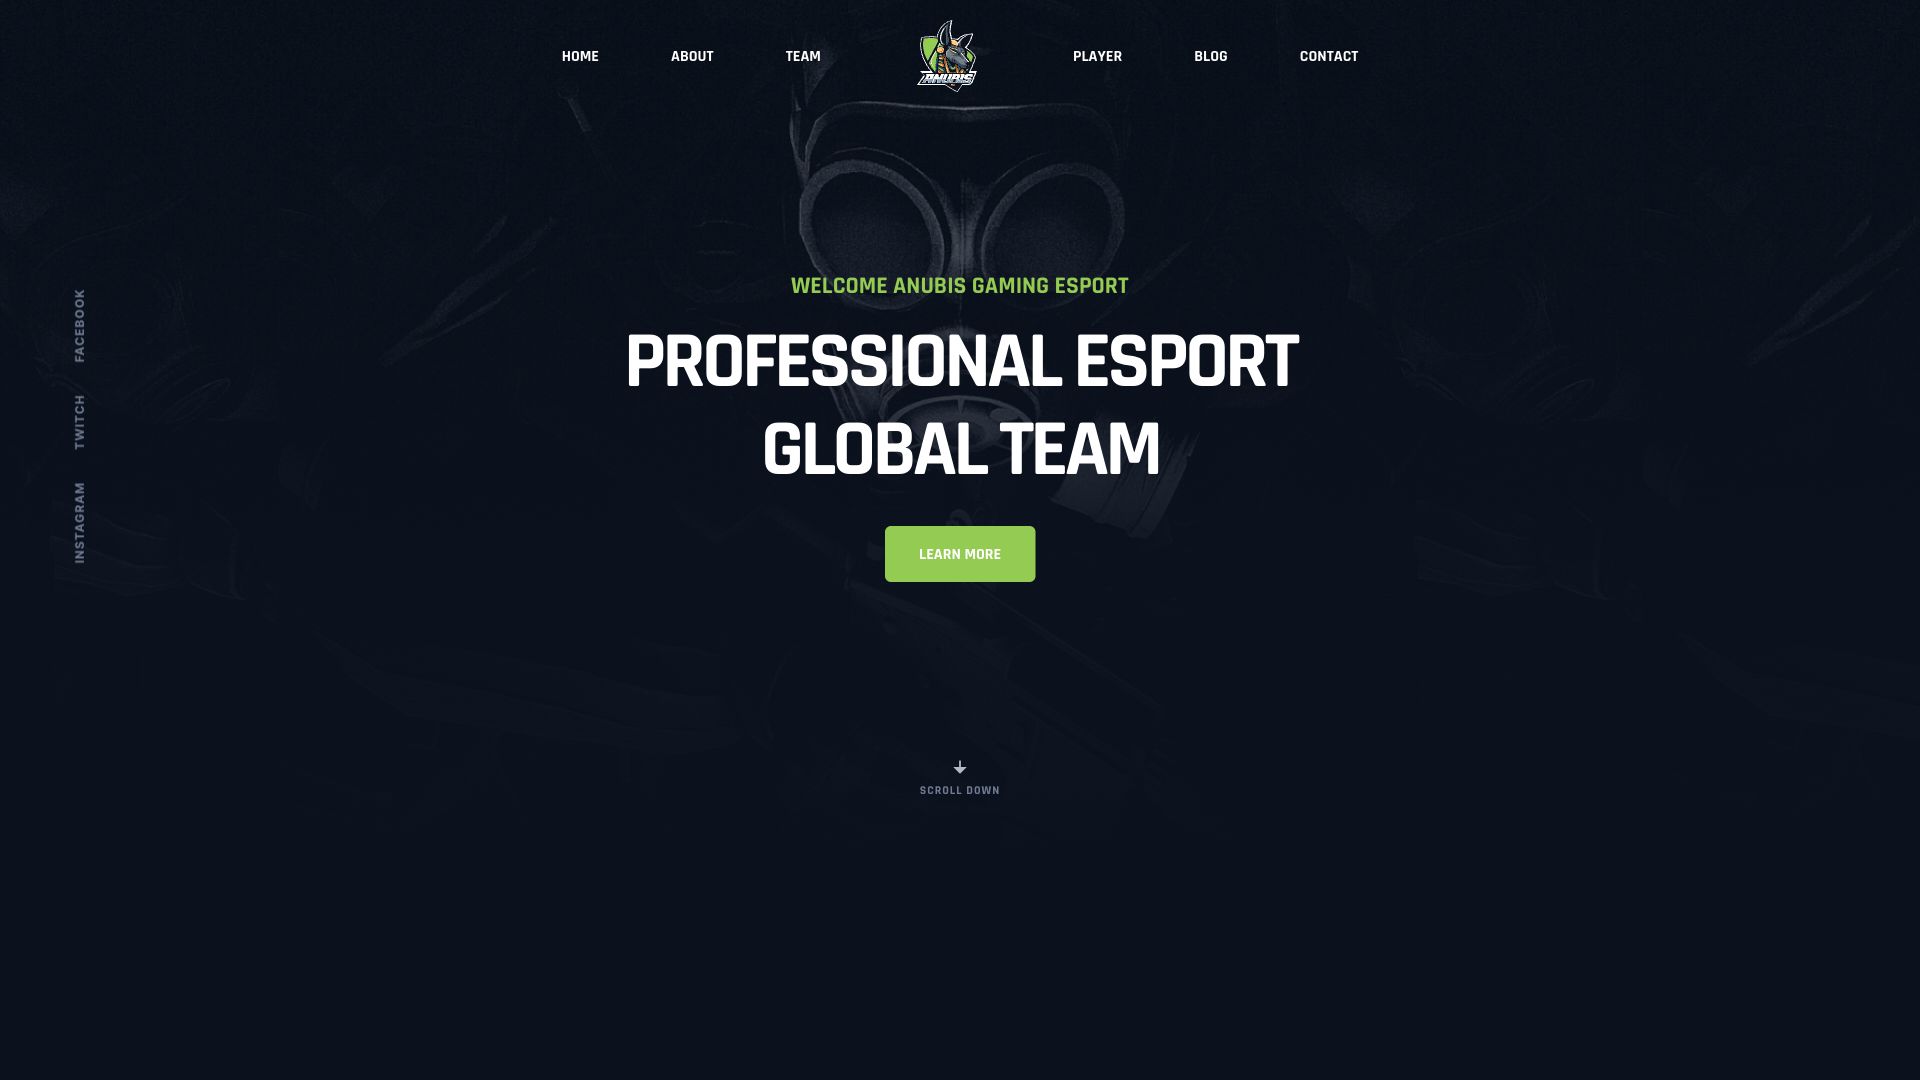 HOME
ABOUT
TEAM
ANUBIS
PLAYER
BLOG
CONTACT
FACEBOOK
TWITCH
INSTAGRAM
WELCOME ANUBIS GAMING ESPORT
PROFESSIONAL ESPORT
GLOBAL TEAM
LEARN MORE
SCROLL DOWN